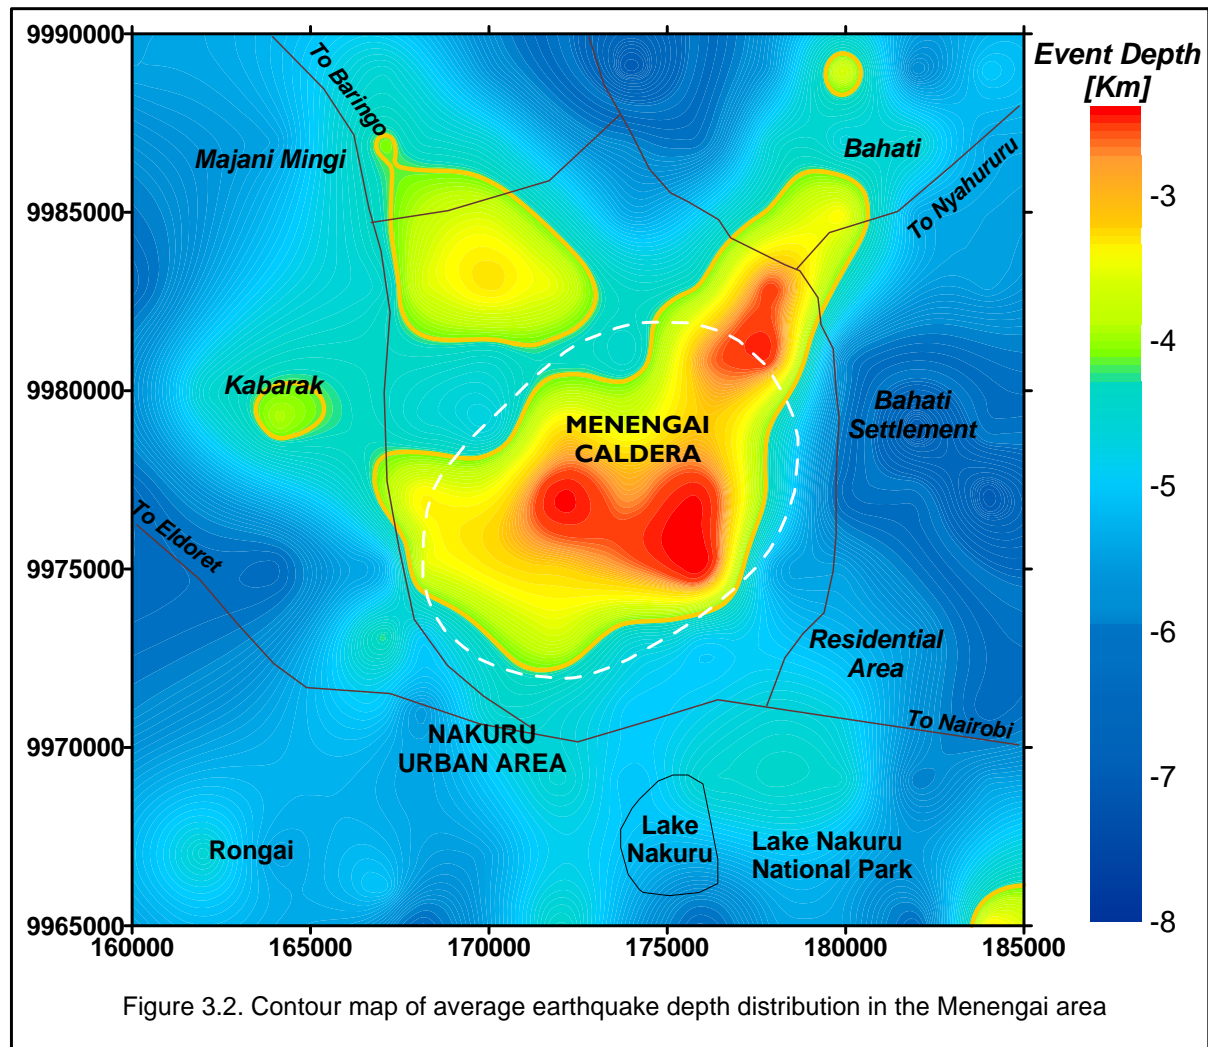 9990000
9985000
9980000
9975000
9970000
9965000
160000
165000
170000
175000
180000
185000
To Baringo
Majani Mingi
Bahati
To Nyahururu
Kabarak
MENENGAI
CALDERA
Bahati
Settlement
To Eldoret
Residential
Area
To Nairobi
NAKURU
URBAN AREA
Rongai
Lake
Nakuru
Lake Nakuru
National Park
Event Depth
[Km]
-3
-4
-5
-6
-7
-8
Figure 3.2. Contour map of average earthquake depth distribution in the Menengai area